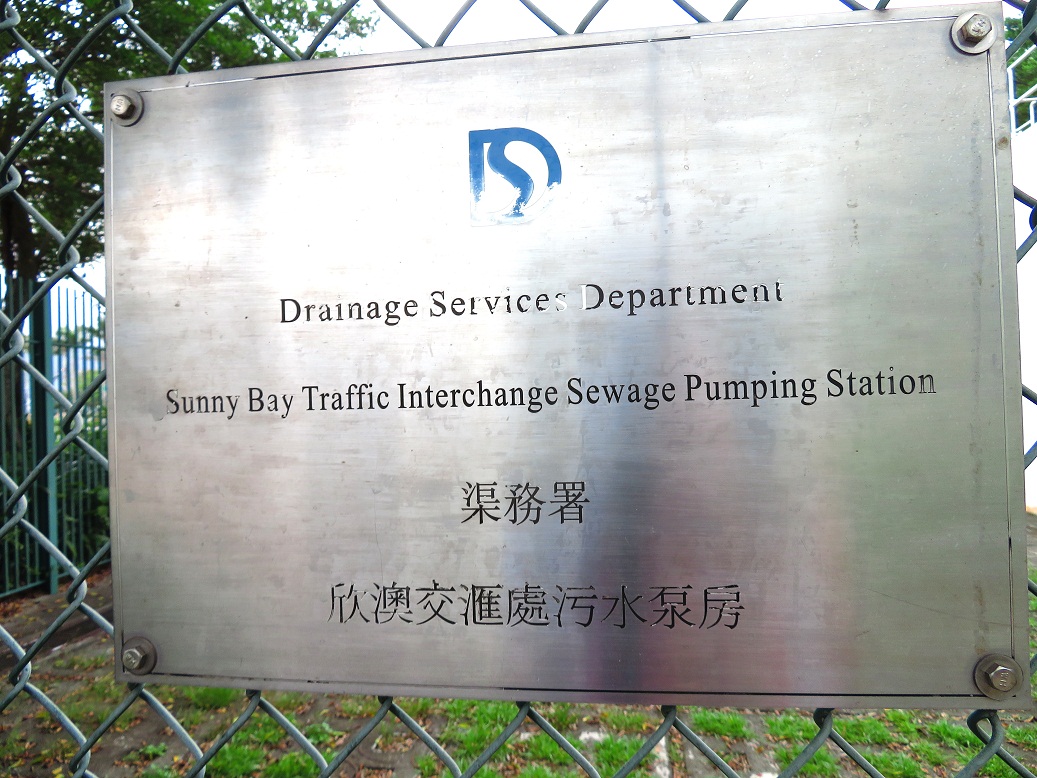 DSD
Drainage Services Department
Sunny Bay Traffic Interchange Sewage Pumping Station
渠務署
欣澳交滙處污水泵房